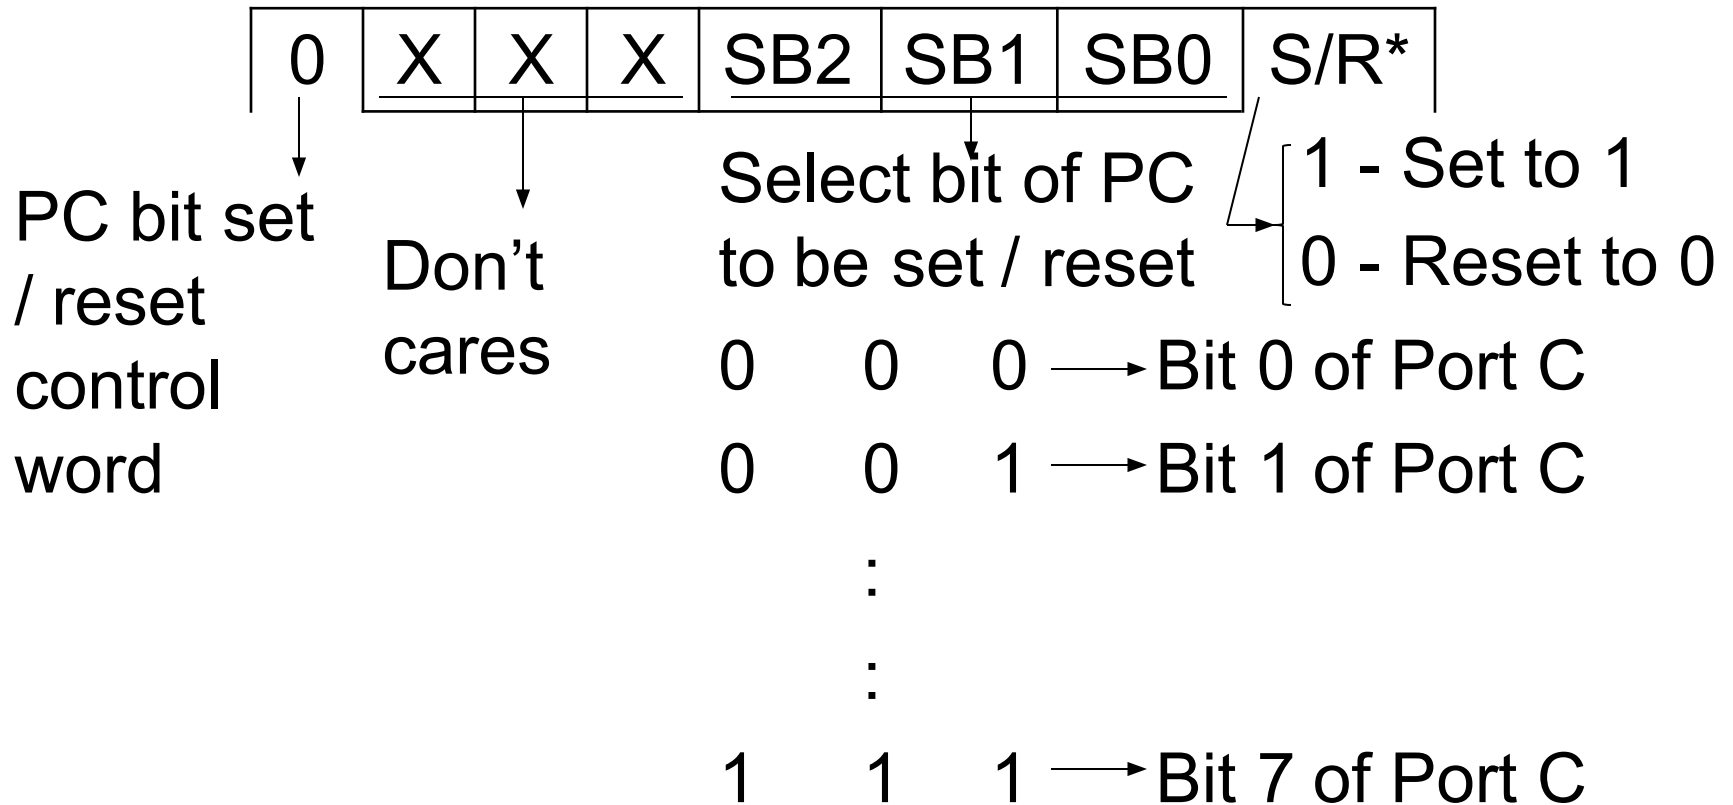 0 X X X SB2 SB1 SB0 S/R*
PC bit set
/ reset
control
word
Don't
cares
Select bit of PC
to be set / reset
1 - Set to 1
0 - Reset to 0
0 0 0 Bit 0 of Port C
0 0 1 Bit 1 of Port C
:
:
1 1 1 Bit 7 of Port C